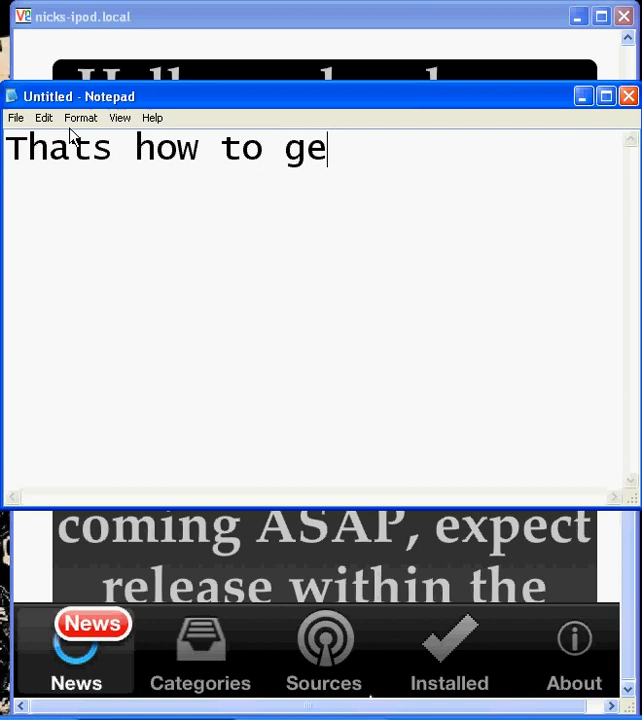 nicks-ipod.local
Untitled - Notepad
File Edit Format View Help
Thats how to ge
coming ASAP, expect
release within the
News
News Categories Sources Installed About